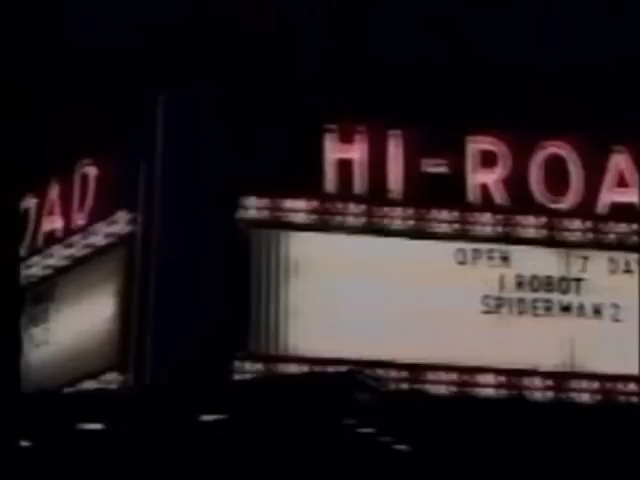 OAD
HI-ROA
OPEN 7 DA
I ROBOT
SPIDERMAN 2